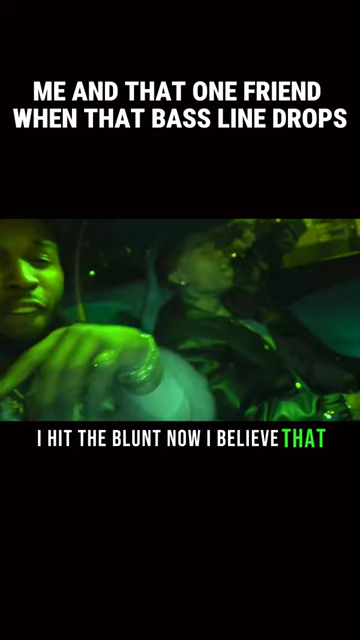 ME AND THAT ONE FRIEND
WHEN THAT BASS LINE DROPS
I HIT THE BLUNT NOW I BELIEVE THAT